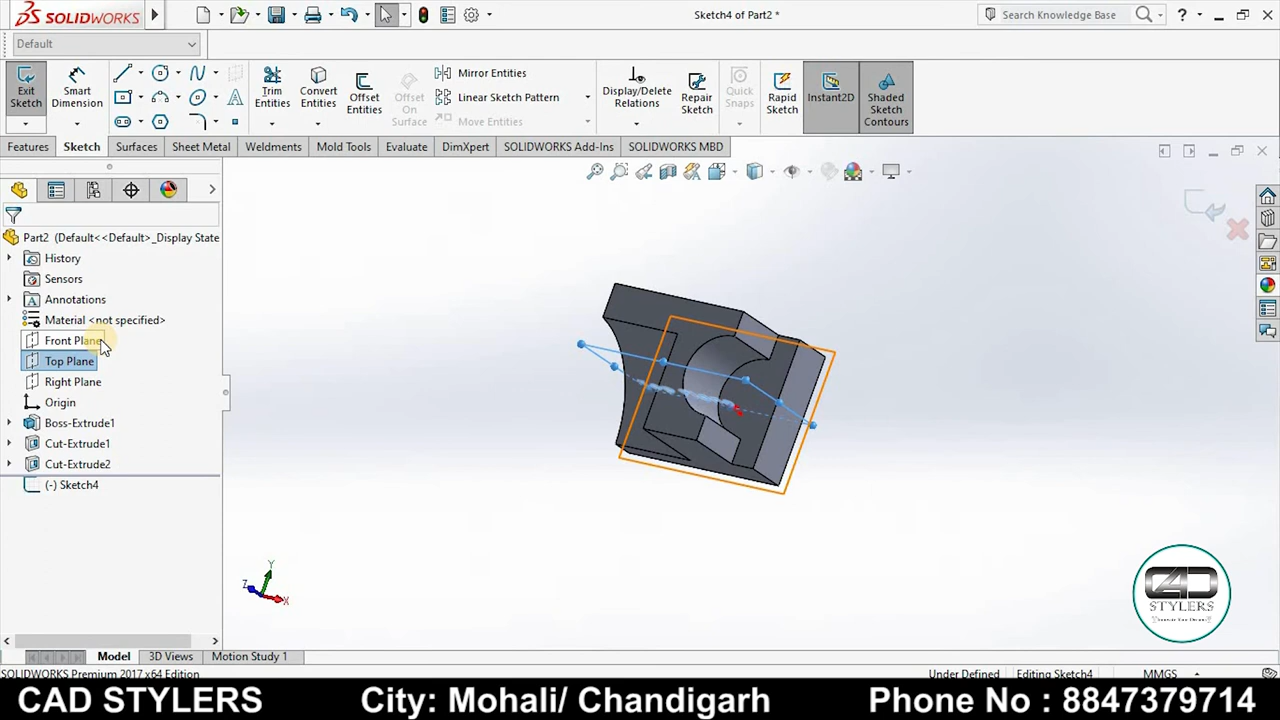 SOLIDWORKS
Sketch4 of Part2 *
Search Knowledge Base
?
Default
Exit Sketch
Smart Dimension
Trim Entities
Convert Entities
Offset Entities
Offset On Surface
Mirror Entities
Linear Sketch Pattern
Move Entities
Display/Delete Relations
Repair Sketch
Quick Snaps
Rapid Sketch
Instant2D
Shaded Sketch Contours
Features
Sketch
Surfaces
Sheet Metal
Weldments
Mold Tools
Evaluate
DimXpert
SOLIDWORKS Add-Ins
SOLIDWORKS MBD
Part2 (Default<<Default>_Display State
History
Sensors
Annotations
Material <not specified>
Front Plane
Top Plane
Right Plane
Origin
Boss-Extrude1
Cut-Extrude1
Cut-Extrude2
(-) Sketch4
Y
Z
X
CAD
STYLERS
Model
3D Views
Motion Study 1
SOLIDWORKS Premium 2017 x64 Edition
Under Defined
Editing Sketch4
MMGS
CAD STYLERS
City: Mohali/ Chandigarh
Phone No : 8847379714